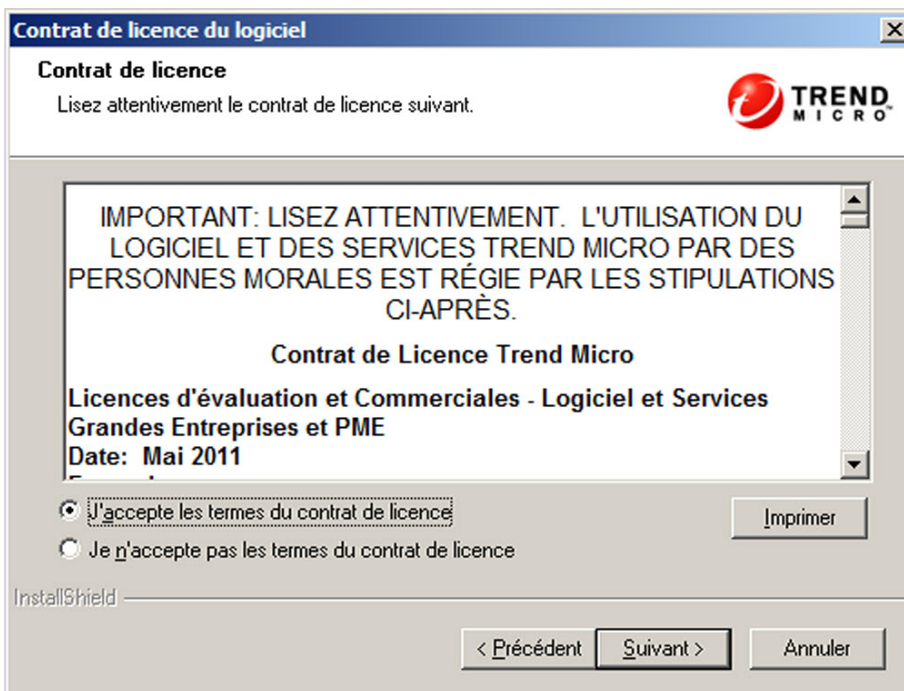 Contrat de licence du logiciel
Contrat de licence
Lisez attentivement le contrat de licence suivant.
TREND
MICRO
IMPORTANT: LISEZ ATTENTIVEMENT. L'UTILISATION DU
LOGICIEL ET DES SERVICES TREND MICRO PAR DES
PERSONNES MORALES EST RÉGIE PAR LES STIPULATIONS
CI-APRÈS.
Contrat de Licence Trend Micro
Licences d'évaluation et Commerciales - Logiciel et Services
Grandes Entreprises et PME
Date: Mai 2011
J'accepte les termes du contrat de licence
Imprimer
Je n'accepte pas les termes du contrat de licence
InstallShield
< Précédent
Suivant >
Annuler